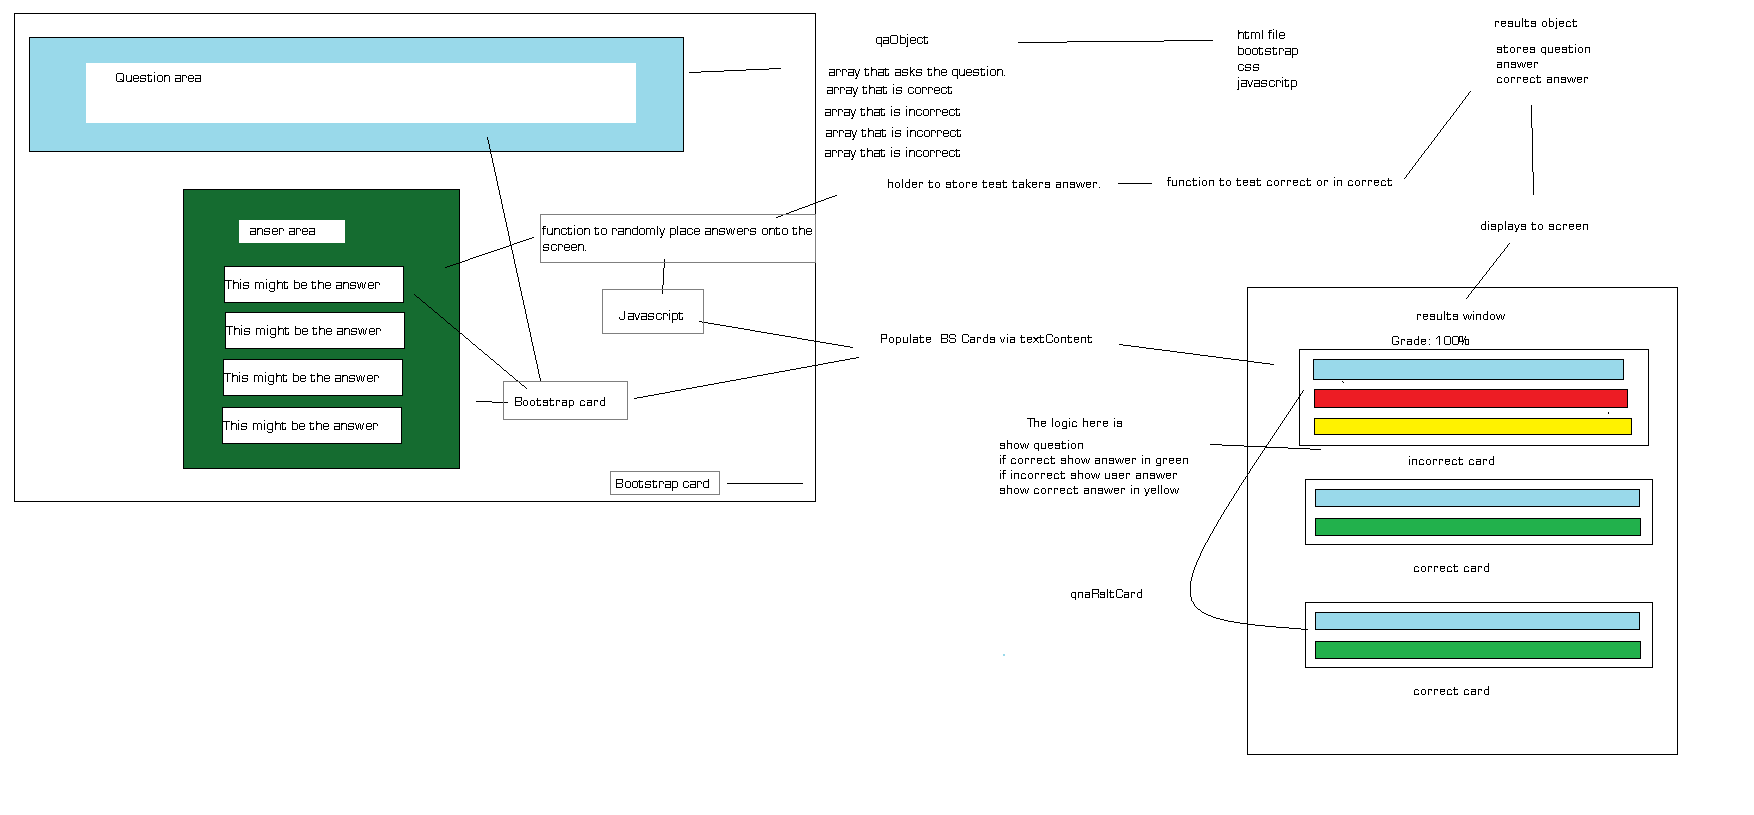 Question area
anser area
This might be the answer
This might be the answer
This might be the answer
This might be the answer
function to randomly place answers onto the
screen.
Javascript
Bootstrap card
Bootstrap card
qaObject
array that asks the question.
array that is correct
array that is incorrect
array that is incorrect
array that is incorrect
holder to store test takers answer.
function to test correct or in correct
html file
bootstrap
css
javascritp
results object
stores question
answer
correct answer
displays to screen
Populate BS Cards via textContent
The logic here is
show question
if correct show answer in green
if incorrect show user answer
show correct answer in yellow
qnaRsltCard
results window
Grade: 100%
incorrect card
correct card
correct card